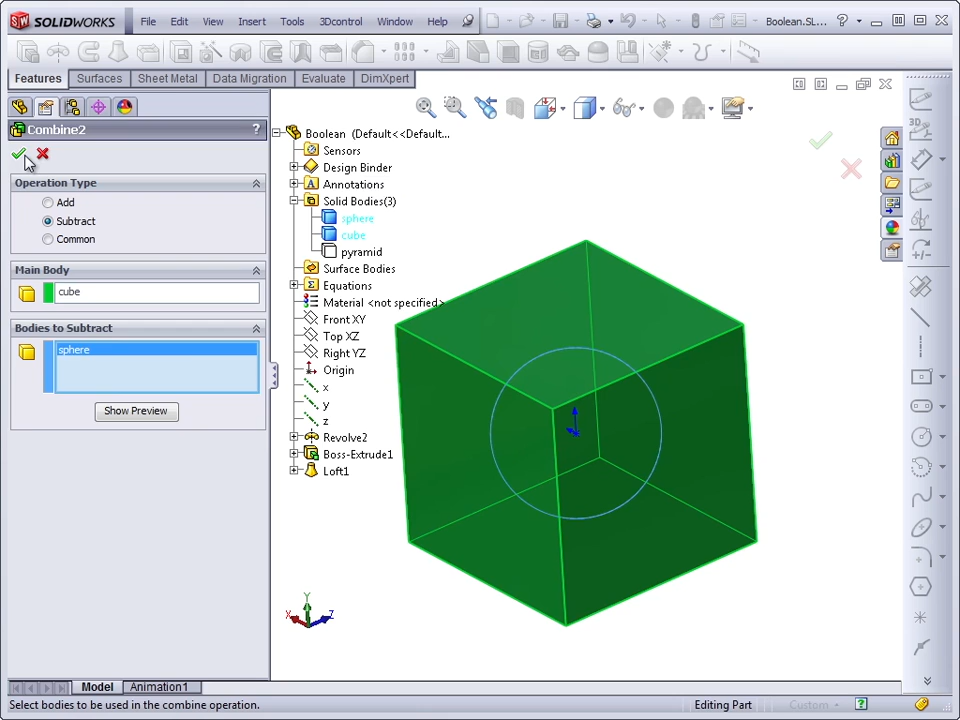 SOLIDWORKS File Edit View Insert Tools 3Dcontrol Window Help Boolean.SL...
Features Surfaces Sheet Metal Data Migration Evaluate DimXpert
Combine2 ?
Operation Type
Add
Subtract
Common
Main Body
cube
Bodies to Subtract
sphere
Show Preview
Boolean (Default<<Default...
Sensors
Design Binder
Annotations
Solid Bodies(3)
sphere
cube
pyramid
Surface Bodies
Equations
Material <not specified>
Front XY
Top XZ
Right YZ
Origin
x
y
z
Revolve2
Boss-Extrude1
Loft1
3D
Y
X
Z
Model Animation1
Select bodies to be used in the combine operation. Editing Part Custom